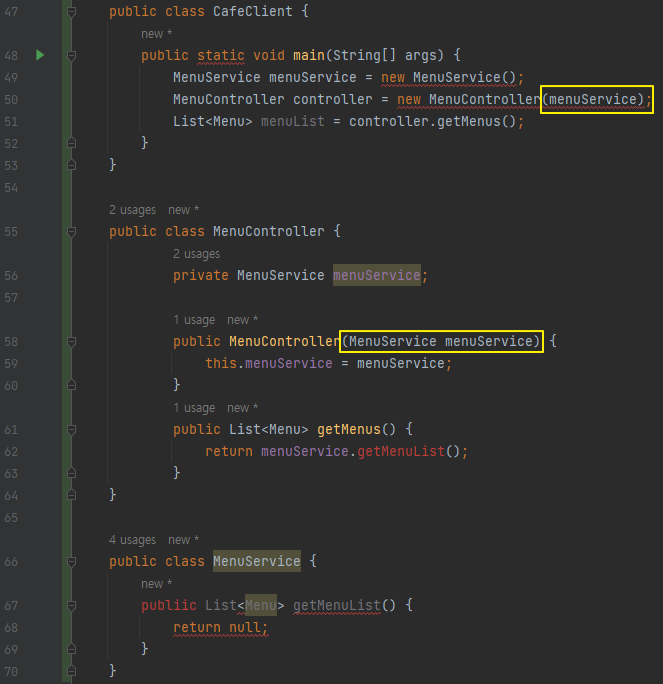 47 public class CafeClient {
new *
48 public static void main(String[] args) {
49 MenuService menuService = new MenuService();
50 MenuController controller = new MenuController(menuService);
51 List<Menu> menuList = controller.getMenus();
52 }
53 }
54
2 usages new *
55 public class MenuController {
2 usages
56 private MenuService menuService;
57
1 usage new *
58 public MenuController(MenuService menuService) {
59 this.menuService = menuService;
60 }
1 usage new *
61 public List<Menu> getMenus() {
62 return menuService.getMenuList();
63 }
64 }
65
4 usages new *
66 public class MenuService {
new *
67 publiic List<Menu> getMenuList() {
68 return null;
69 }
70 }